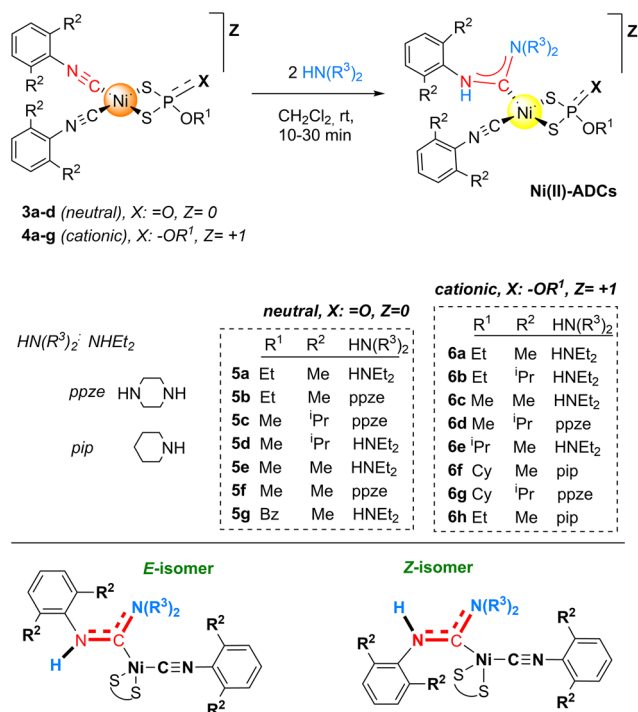 R² ] Z
N≡C Ni S S P X OR¹
R²
R²
N≡C
R²
2 HN(R³)₂
CH₂Cl₂, rt,
10-30 min
R² N(R³)₂ ] Z
N H C
R² Ni S S P X OR¹
R² N≡C
R²
Ni(II)-ADCs
3a-d (neutral), X: =O, Z= 0
4a-g (cationic), X: -OR¹, Z= +1
HN(R³)₂: NHEt₂
ppze HN NH
pip NH
neutral, X: =O, Z=0
R¹ R² HN(R³)₂
5a Et Me HNEt₂
5b Et Me ppze
5c Me ⁱPr ppze
5d Me ⁱPr HNEt₂
5e Me Me HNEt₂
5f Me Me ppze
5g Bz Me HNEt₂
cationic, X: -OR¹, Z= +1
R¹ R² HN(R³)₂
6a Et Me HNEt₂
6b Et ⁱPr HNEt₂
6c Me Me HNEt₂
6d Me ⁱPr ppze
6e ⁱPr Me HNEt₂
6f Cy Me pip
6g Cy ⁱPr ppze
6h Et Me pip
E-isomer
R² N(R³)₂
R² N C
H Ni C≡N R²
S S
R²
Z-isomer
H N(R³)₂
R² N C R²
R² Ni C≡N
S S
R²